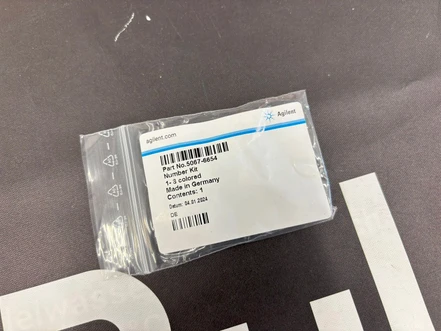 agilent.com
Agilent
Part No.5067-6654
Number Kit
1- 3 colored
Made in Germany
Contents: 1
Datum: 04.01.2024
DE